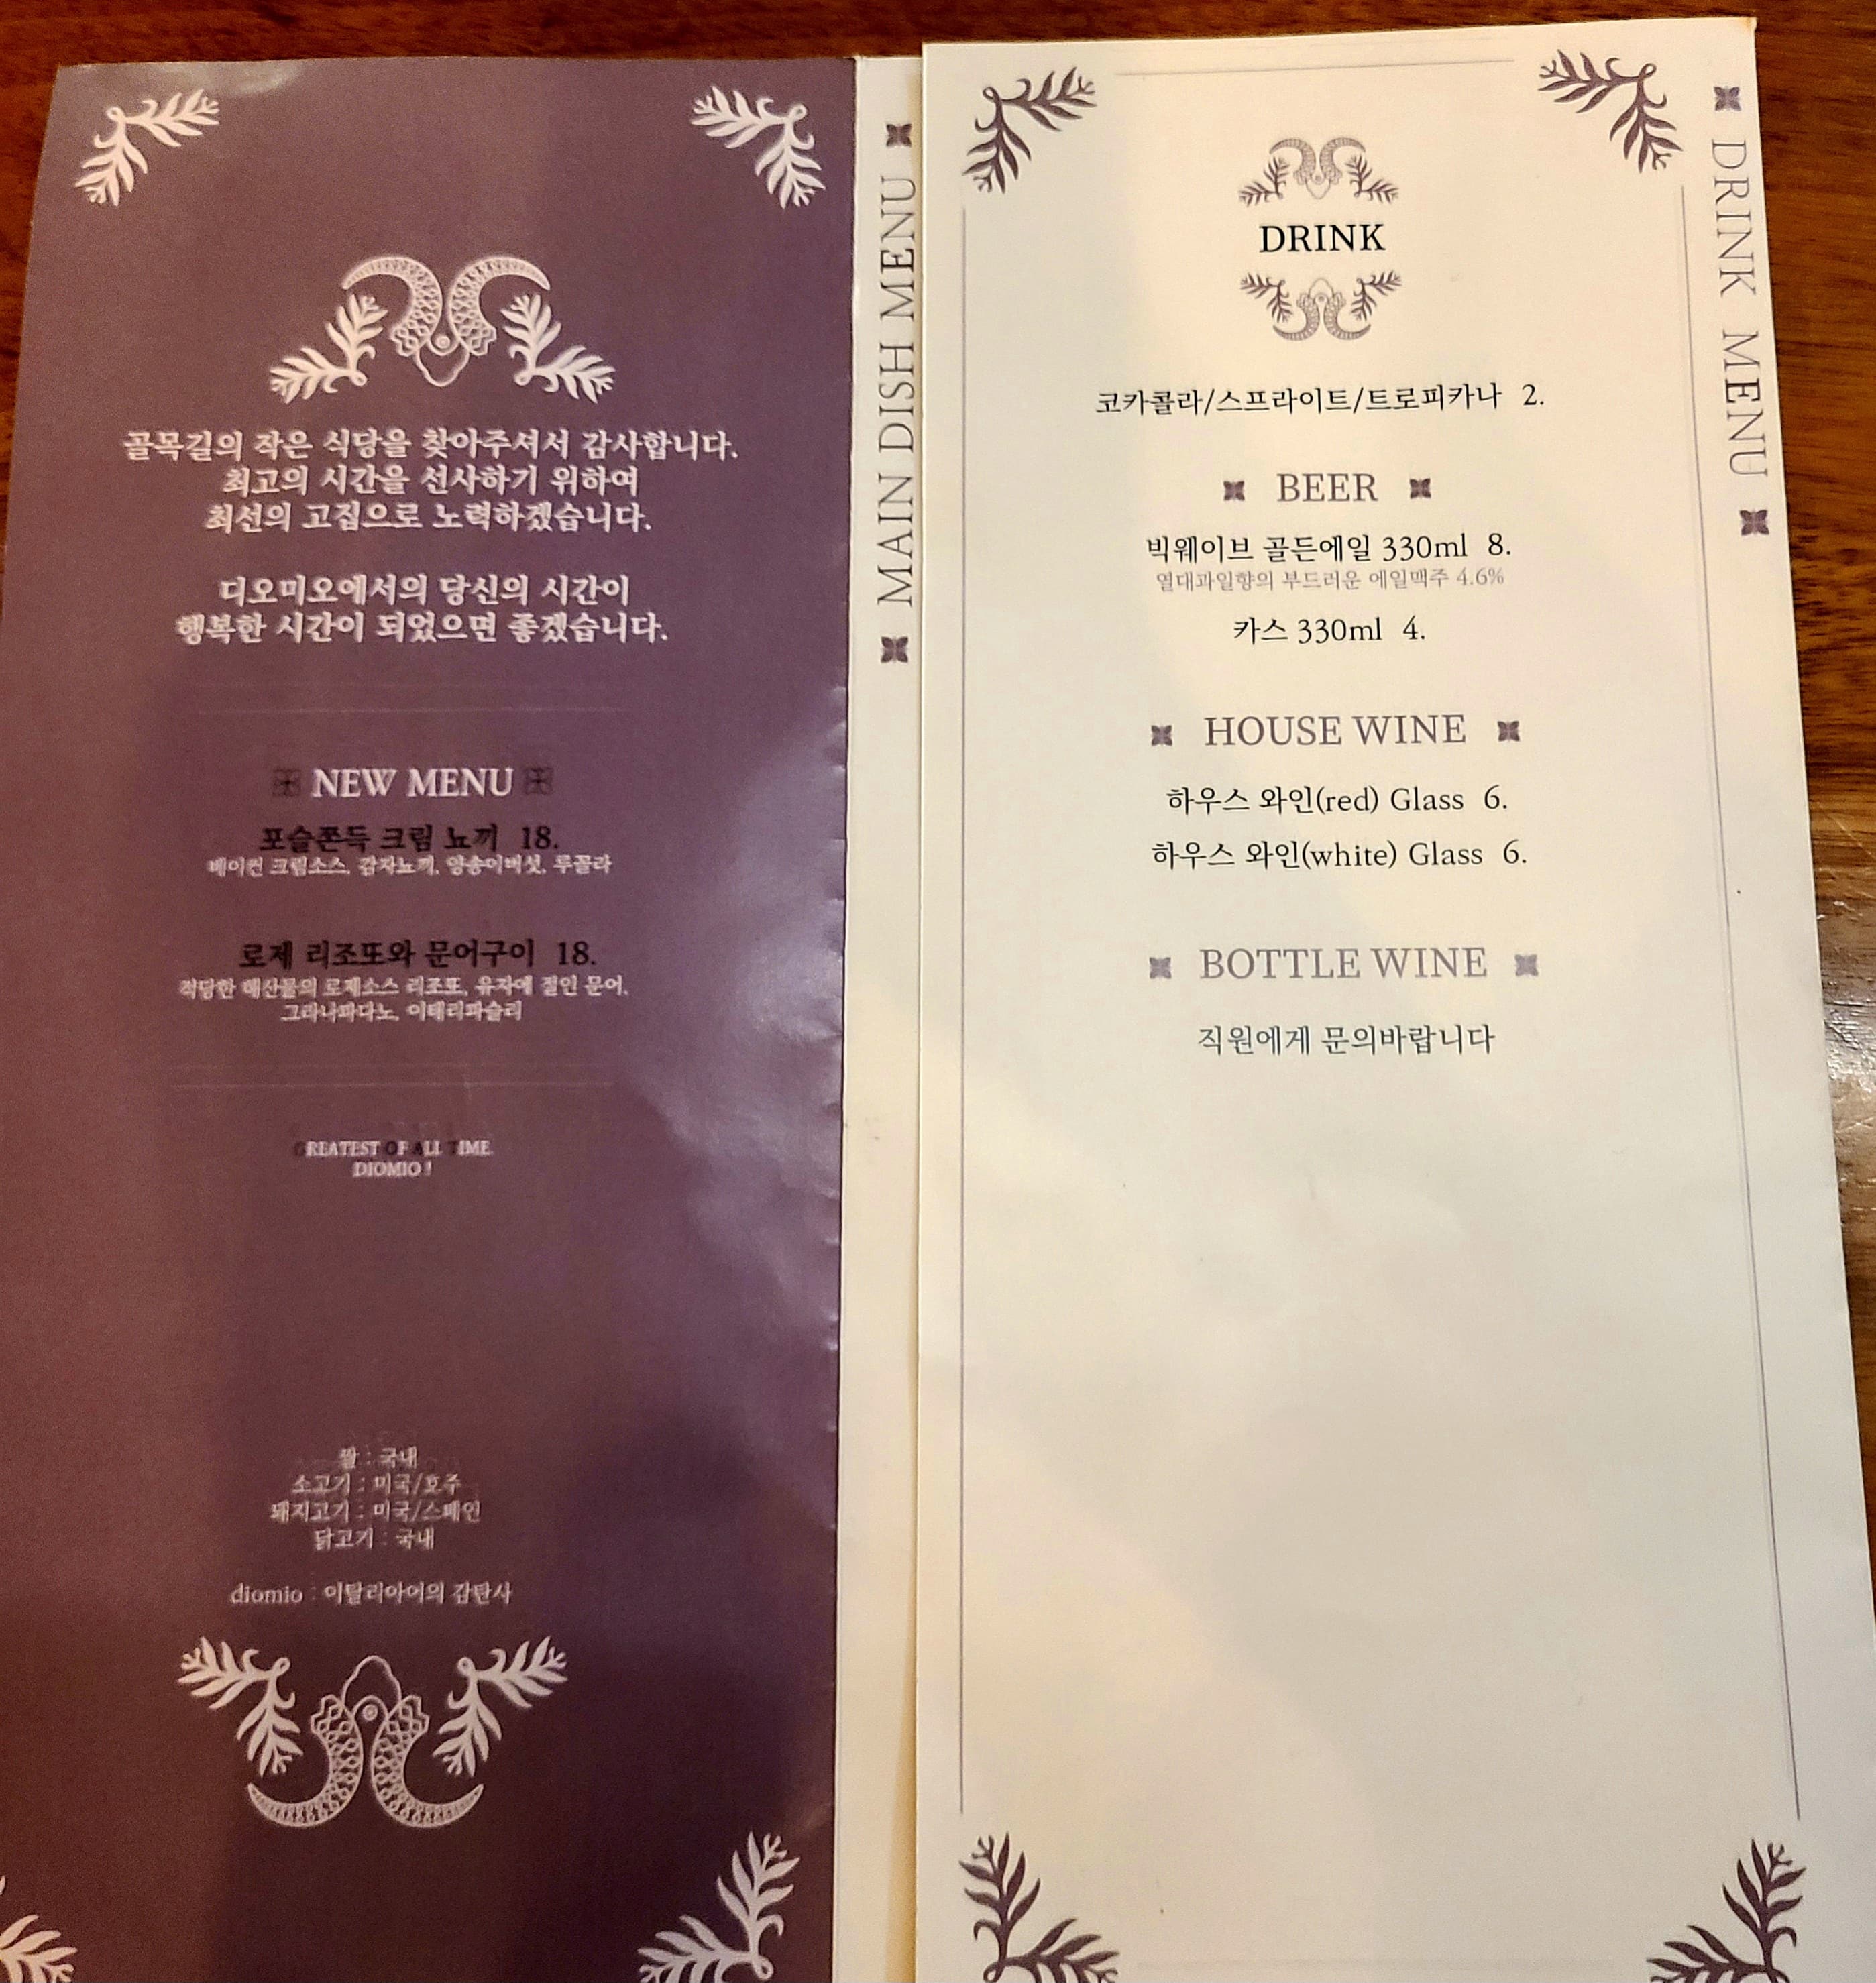 골목길의 작은 식당을 찾아주셔서 감사합니다.
최고의 시간을 선사하기 위하여
최선의 고집으로 노력하겠습니다.
디오미오에서의 당신의 시간이
행복한 시간이 되었으면 좋겠습니다.
NEW MENU
포슬쫀득 크림 뇨끼 18.
베이컨 크림소스, 감자뇨끼, 양송이버섯, 루꼴라
로제 리조또와 문어구이 18.
적당한 해산물의 로제소스 리조또, 유자에 절인 문어,
그라나파다노, 이태리파슬리
GREATEST OF ALL TIME.
DIOMIO !
쌀 : 국내
소고기 : 미국/호주
돼지고기 : 미국/스페인
닭고기 : 국내
diomio : 이탈리아어의 감탄사
MAIN DISH MENU
DRINK
코카콜라/스프라이트/트로피카나 2.
BEER
빅웨이브 골든에일 330ml 8.
열대과일향의 부드러운 에일맥주 4.6%
카스 330ml 4.
HOUSE WINE
하우스 와인(red) Glass 6.
하우스 와인(white) Glass 6.
BOTTLE WINE
직원에게 문의바랍니다
DRINK MENU